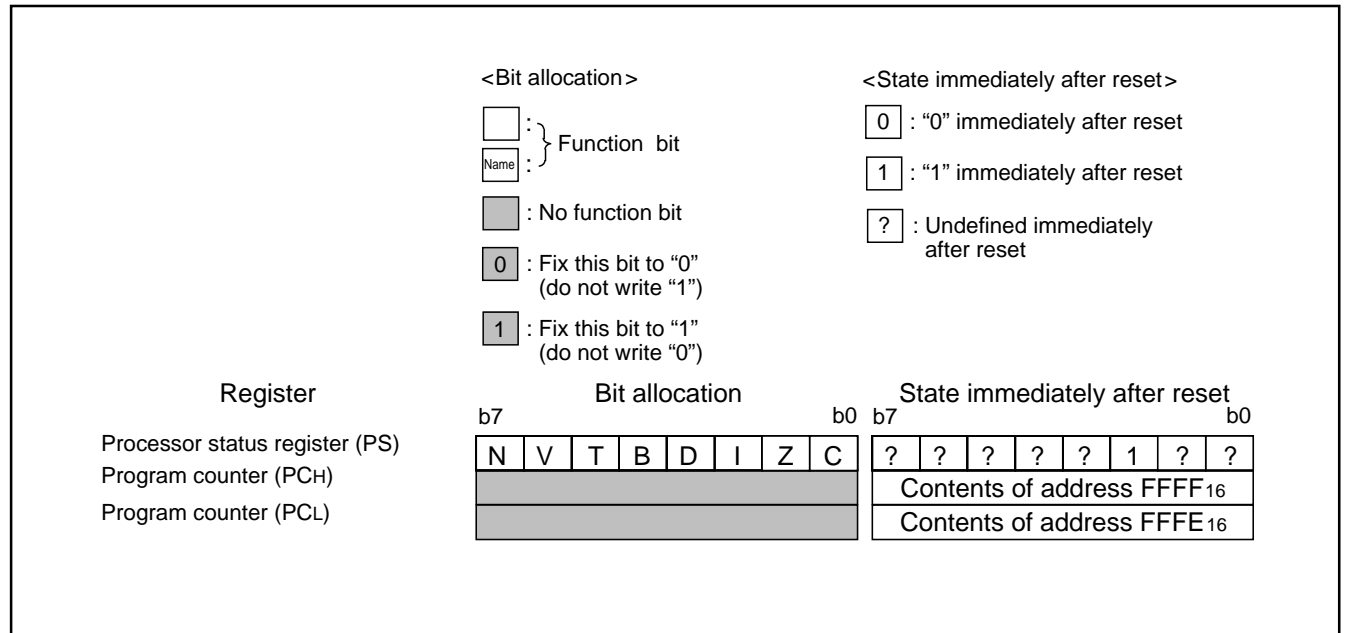 <Bit allocation>
:
Name :
Function bit
: No function bit
0 : Fix this bit to “0”
(do not write “1”)
1 : Fix this bit to “1”
(do not write “0”)
<State immediately after reset>
0 : “0” immediately after reset
1 : “1” immediately after reset
? : Undefined immediately
after reset
Register Bit allocation State immediately after reset
b7 b0 b7 b0
Processor status register (PS) N V T B D I Z C ? ? ? ? ? 1 ? ?
Program counter (PCH) Contents of address FFFF16
Program counter (PCL) Contents of address FFFE16